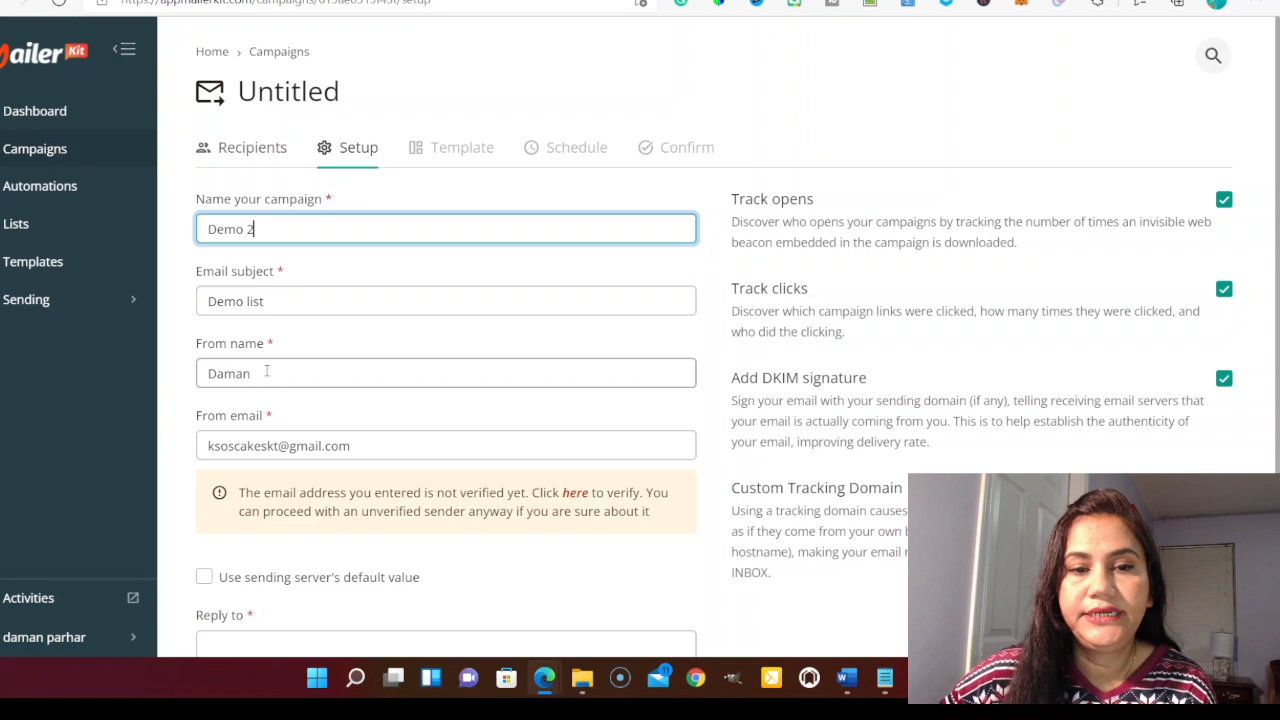 ailer Kit
Home > Campaigns
Untitled
Dashboard
Campaigns
Automations
Lists
Templates
Sending
Activities
daman parhar
Recipients Setup Template Schedule Confirm
Name your campaign *
Demo 2
Email subject *
Demo list
From name *
Daman
From email *
ksoscakeskt@gmail.com
The email address you entered is not verified yet. Click here to verify. You
can proceed with an unverified sender anyway if you are sure about it
Use sending server's default value
Reply to *
Track opens
Discover who opens your campaigns by tracking the number of times an invisible web
beacon embedded in the campaign is downloaded.
Track clicks
Discover which campaign links were clicked, how many times they were clicked, and
who did the clicking.
Add DKIM signature
Sign your email with your sending domain (if any), telling receiving email servers that
your email is actually coming from you. This is to help establish the authenticity of
your email, improving delivery rate.
Custom Tracking Domain
Using a tracking domain causes
as if they come from your own
hostname), making your email
INBOX.
11